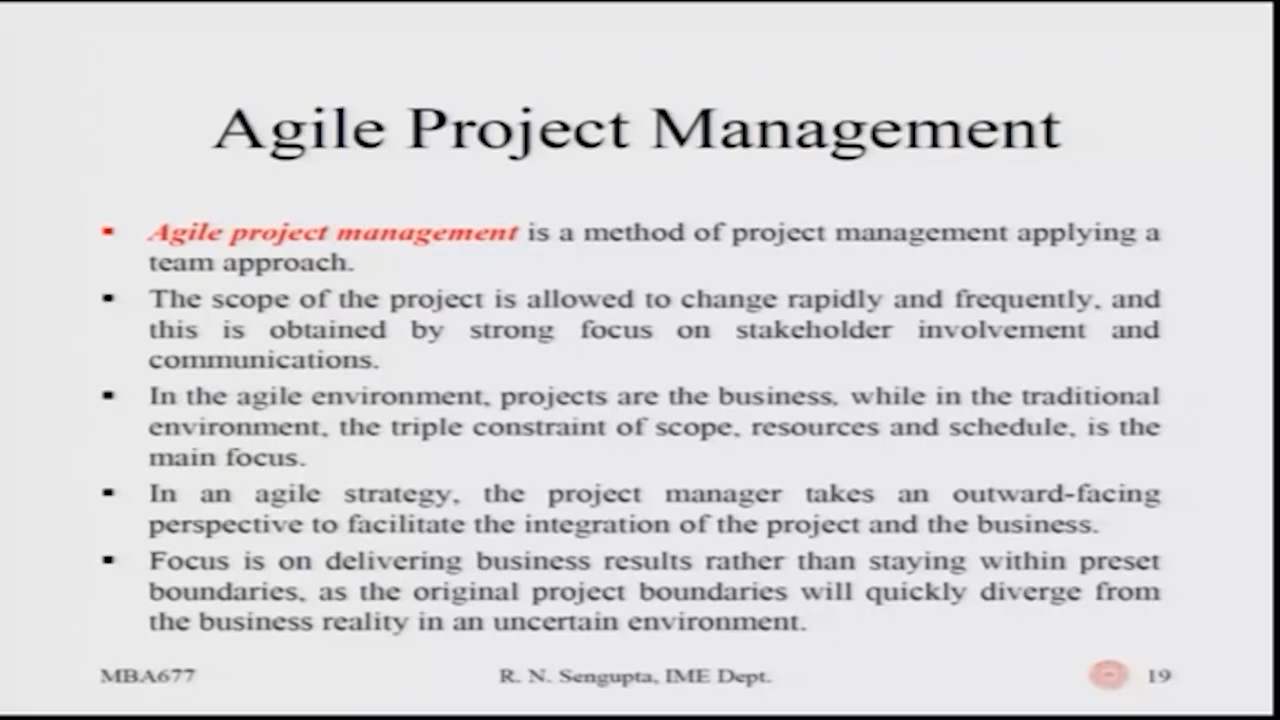 Agile Project Management
▪ Agile project management is a method of project management applying a
team approach.
▪ The scope of the project is allowed to change rapidly and frequently, and
this is obtained by strong focus on stakeholder involvement and
communications.
▪ In the agile environment, projects are the business, while in the traditional
environment, the triple constraint of scope, resources and schedule, is the
main focus.
▪ In an agile strategy, the project manager takes an outward-facing
perspective to facilitate the integration of the project and the business.
▪ Focus is on delivering business results rather than staying within preset
boundaries, as the original project boundaries will quickly diverge from
the business reality in an uncertain environment.
MBA677 R. N. Sengupta, IME Dept. 19